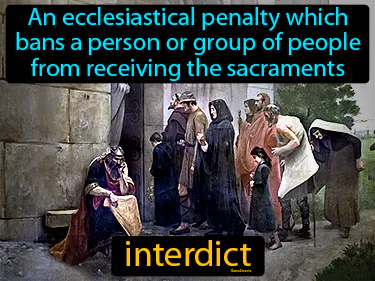 An ecclesiastical penalty which
bans a person or group of people
from receiving the sacraments
interdict